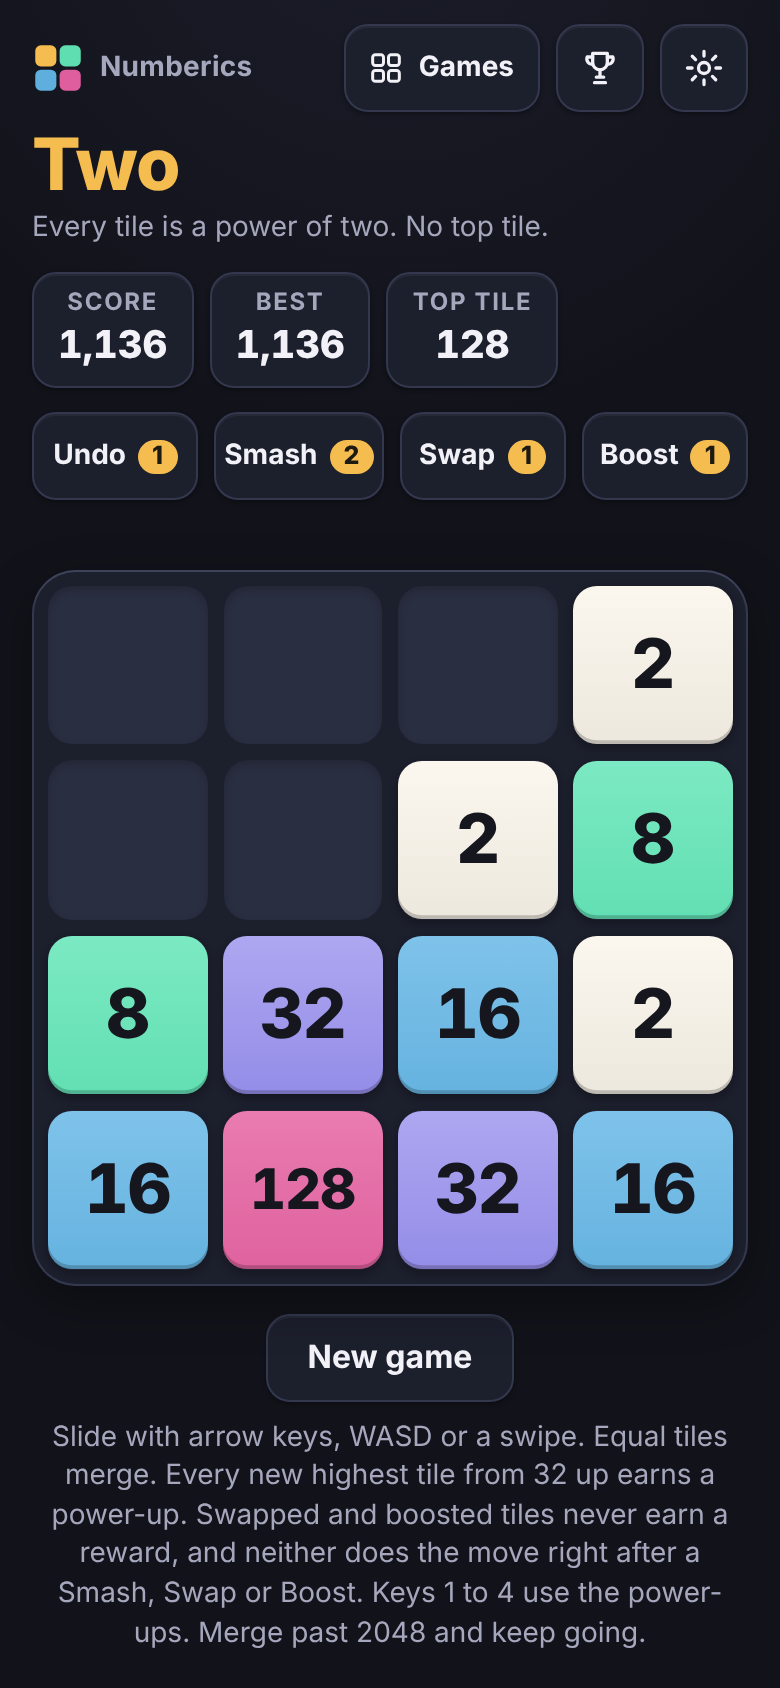 Numberics
Games
Two
Every tile is a power of two. No top tile.
SCORE
1,136
BEST
1,136
TOP TILE
128
Undo 1
Smash 2
Swap 1
Boost 1
2
2 8
8 32 16 2
16 128 32 16
New game
Slide with arrow keys, WASD or a swipe. Equal tiles
merge. Every new highest tile from 32 up earns a
power-up. Swapped and boosted tiles never earn a
reward, and neither does the move right after a
Smash, Swap or Boost. Keys 1 to 4 use the power-
ups. Merge past 2048 and keep going.